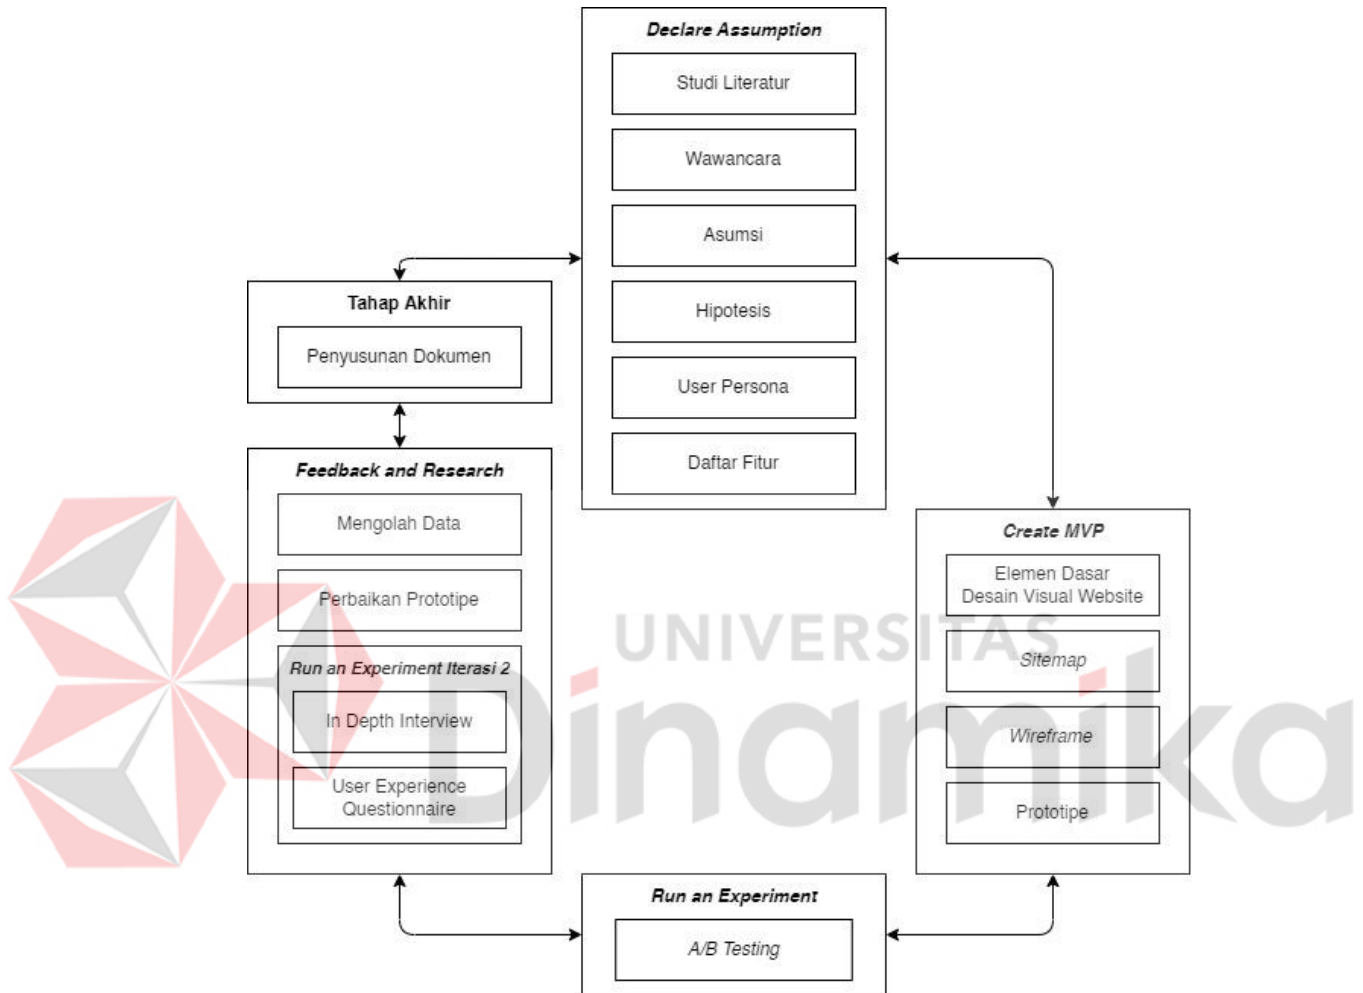 Declare Assumption
Studi Literatur
Wawancara
Asumsi
Hipotesis
User Persona
Daftar Fitur
Tahap Akhir
Penyusunan Dokumen
Feedback and Research
Mengolah Data
Perbaikan Prototipe
Run an Experiment Iterasi 2
In Depth Interview
User Experience
Questionnaire
Create MVP
Elemen Dasar
Desain Visual Website
Sitemap
Wireframe
Prototipe
Run an Experiment
A/B Testing
UNIVERSITAS
Dinamika